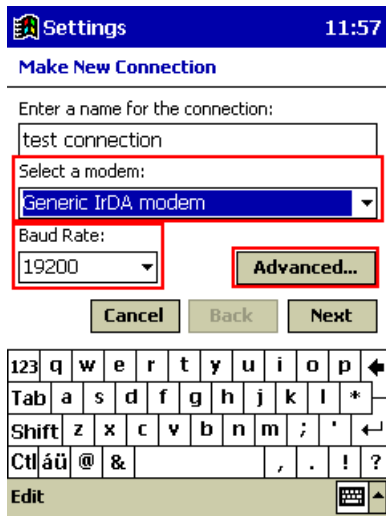 Settings 11:57
Make New Connection
Enter a name for the connection:
test connection
Select a modem:
Generic IrDA modem
Baud Rate:
19200
Advanced...
Cancel Back Next
123 q w e r t y u i o p
Tab a s d f g h j k l *
Shift z x c v b n m ; '
Ctl áü @ & , . ! ?
Edit